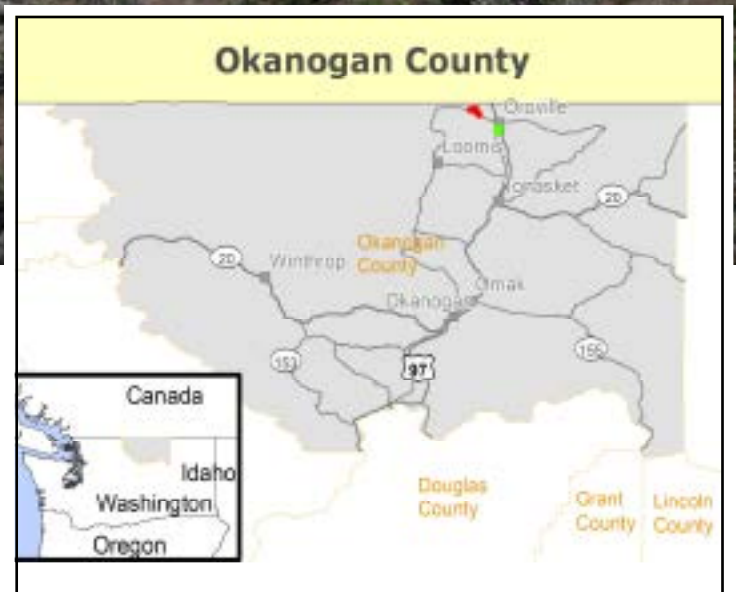 Okanogan County
Oroville
Loomis
Tonasket
20
20
Okanogan
County
Winthrop
Omak
Okanogan
153
97
155
Canada
Idaho
Washington
Oregon
Douglas
County
Grant
County
Lincoln
County